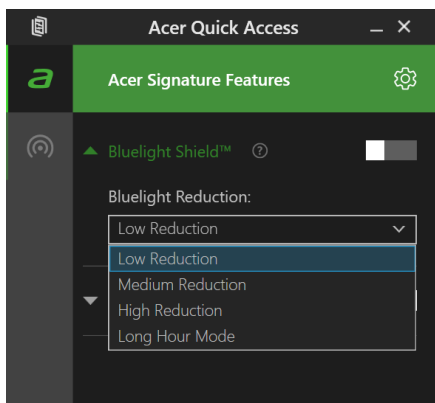 Acer Quick Access
Acer Signature Features
Bluelight Shield™
Bluelight Reduction:
Low Reduction
Low Reduction
Medium Reduction
High Reduction
Long Hour Mode